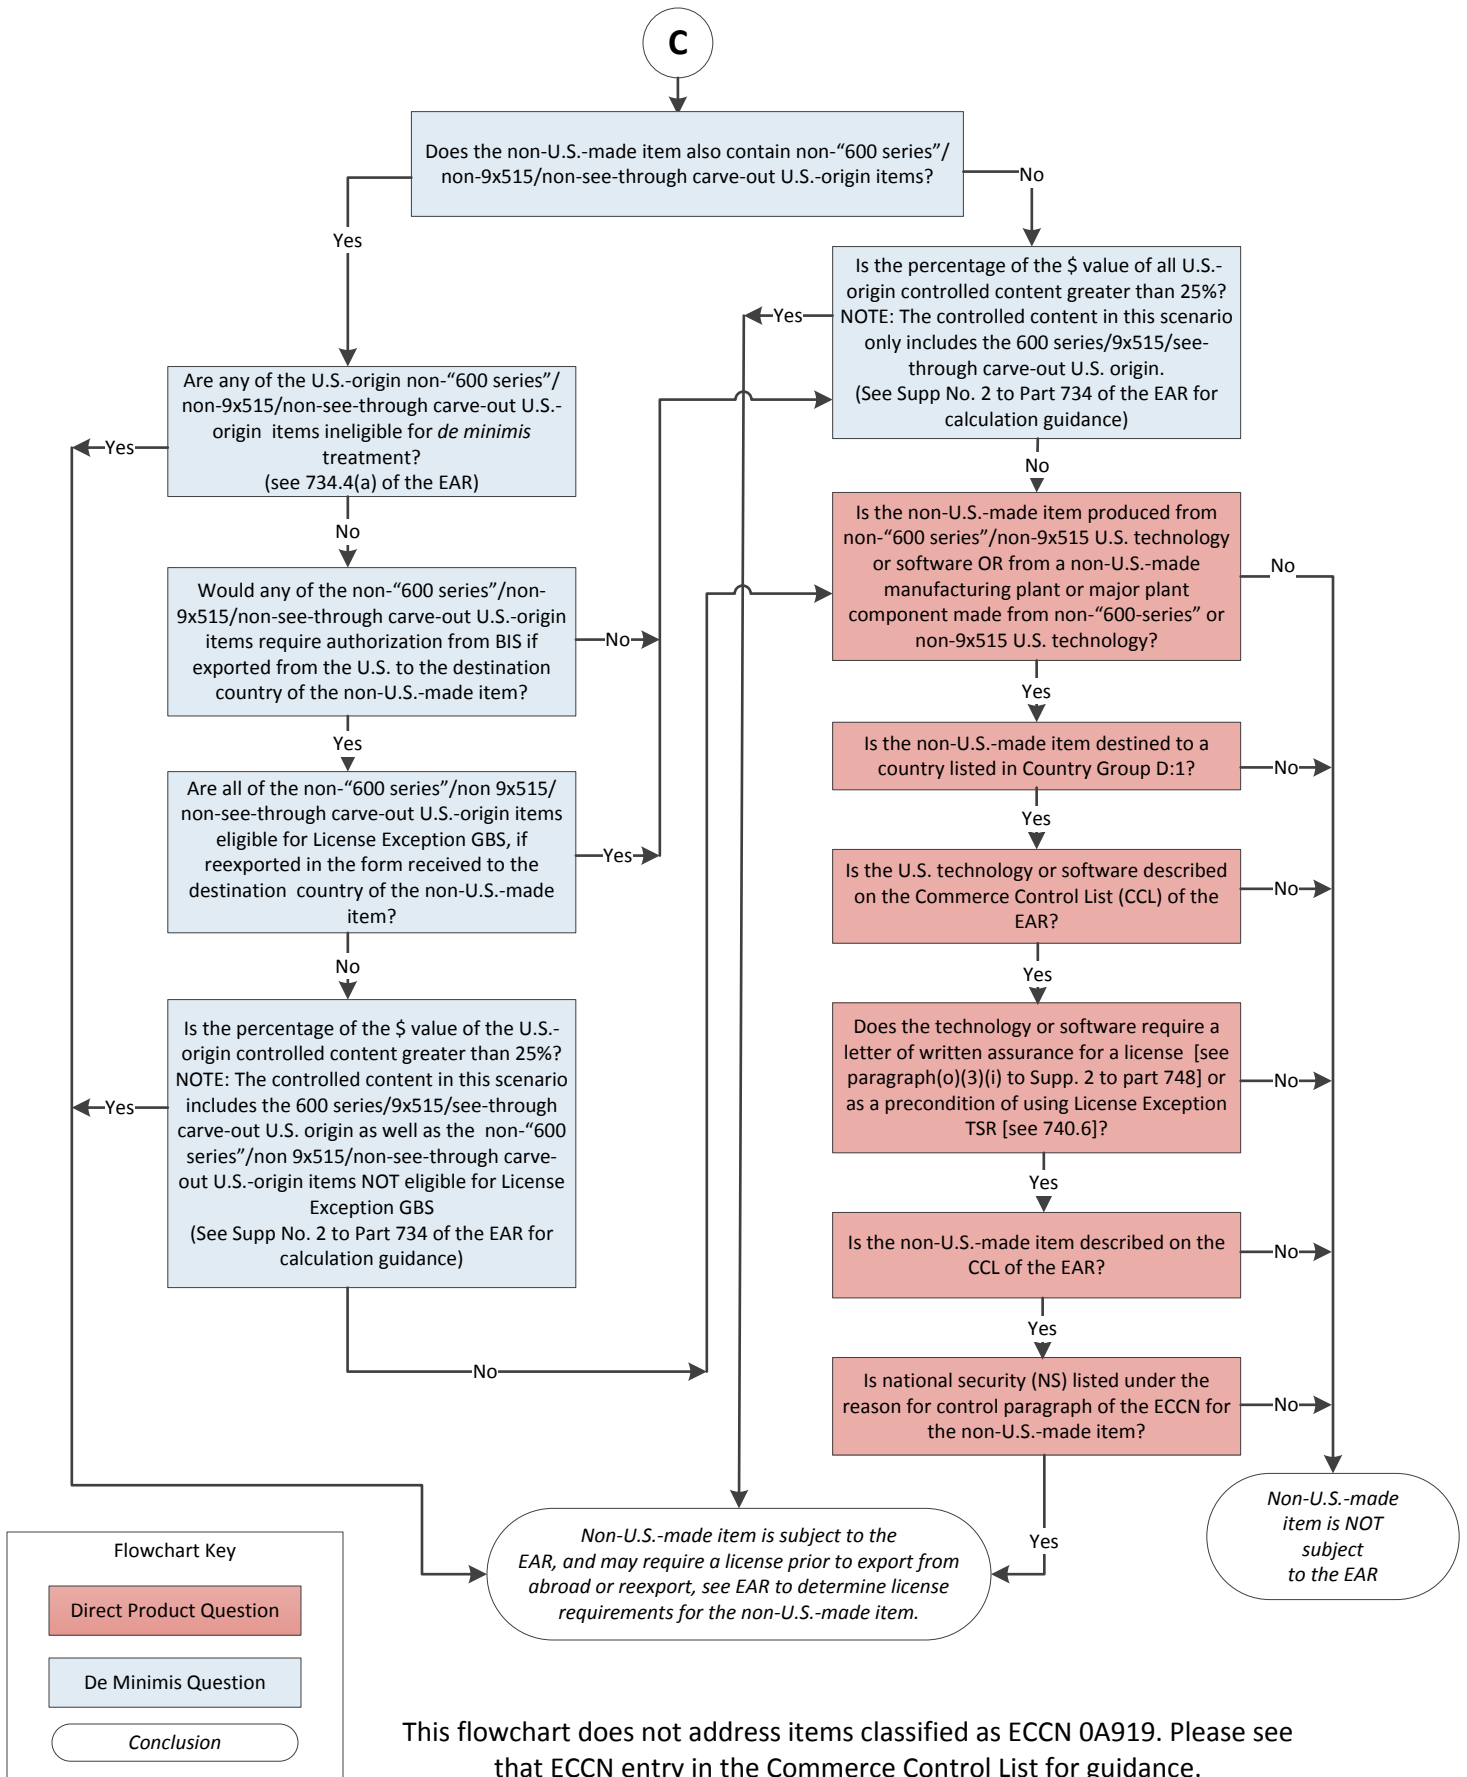 C
Does the non-U.S.-made item also contain non-“600 series”/
non-9x515/non-see-through carve-out U.S.-origin items?
No
Yes
Is the percentage of the $ value of all U.S.-
origin controlled content greater than 25%?
NOTE: The controlled content in this scenario
only includes the 600 series/9x515/see-
through carve-out U.S. origin.
(See Supp No. 2 to Part 734 of the EAR for
calculation guidance)
Yes
No
Are any of the U.S.-origin non-“600 series”/
non-9x515/non-see-through carve-out U.S.-
origin items ineligible for de minimis
treatment?
(see 734.4(a) of the EAR)
Yes
No
Is the non-U.S.-made item produced from
non-“600 series”/non-9x515 U.S. technology
or software OR from a non-U.S.-made
manufacturing plant or major plant
component made from non-“600-series” or
non-9x515 U.S. technology?
No
Yes
Would any of the non-“600 series”/non-
9x515/non-see-through carve-out U.S.-origin
items require authorization from BIS if
exported from the U.S. to the destination
country of the non-U.S.-made item?
No
Yes
Is the non-U.S.-made item destined to a
country listed in Country Group D:1?
No
Yes
Are all of the non-“600 series”/non 9x515/
non-see-through carve-out U.S.-origin items
eligible for License Exception GBS, if
reexported in the form received to the
destination country of the non-U.S.-made
item?
Yes
No
Is the U.S. technology or software described
on the Commerce Control List (CCL) of the
EAR?
No
Yes
Is the percentage of the $ value of the U.S.-
origin controlled content greater than 25%?
NOTE: The controlled content in this scenario
includes the 600 series/9x515/see-through
carve-out U.S. origin as well as the non-“600
series”/non 9x515/non-see-through carve-
out U.S.-origin items NOT eligible for License
Exception GBS
(See Supp No. 2 to Part 734 of the EAR for
calculation guidance)
Yes
No
Does the technology or software require a
letter of written assurance for a license [see
paragraph(o)(3)(i) to Supp. 2 to part 748] or
as a precondition of using License Exception
TSR [see 740.6]?
No
Yes
Is the non-U.S.-made item described on the
CCL of the EAR?
No
Yes
Is national security (NS) listed under the
reason for control paragraph of the ECCN for
the non-U.S.-made item?
No
Yes
Non-U.S.-made item is subject to the
EAR, and may require a license prior to export from
abroad or reexport, see EAR to determine license
requirements for the non-U.S.-made item.
Non-U.S.-made
item is NOT
subject
to the EAR
Flowchart Key
Direct Product Question
De Minimis Question
Conclusion
This flowchart does not address items classified as ECCN 0A919. Please see
that ECCN entry in the Commerce Control List for guidance.